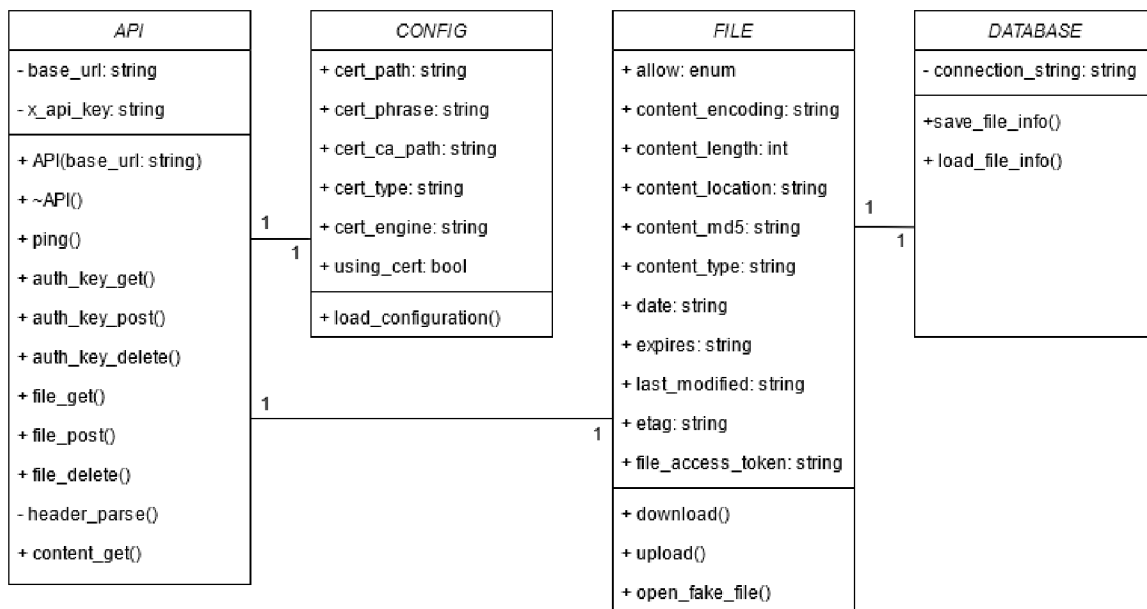 API
- base_url: string
- x_api_key: string
+ API(base_url: string)
+ ~API()
+ ping()
+ auth_key_get()
+ auth_key_post()
+ auth_key_delete()
+ file_get()
+ file_post()
+ file_delete()
- header_parse()
+ content_get()
1
1
CONFIG
+ cert_path: string
+ cert_phrase: string
+ cert_ca_path: string
+ cert_type: string
+ cert_engine: string
+ using_cert: bool
+ load_configuration()
1
1
FILE
+ allow: enum
+ content_encoding: string
+ content_length: int
+ content_location: string
+ content_md5: string
+ content_type: string
+ date: string
+ expires: string
+ last_modified: string
+ etag: string
+ file_access_token: string
+ download()
+ upload()
+ open_fake_file()
1
1
DATABASE
- connection_string: string
+save_file_info()
+ load_file_info()